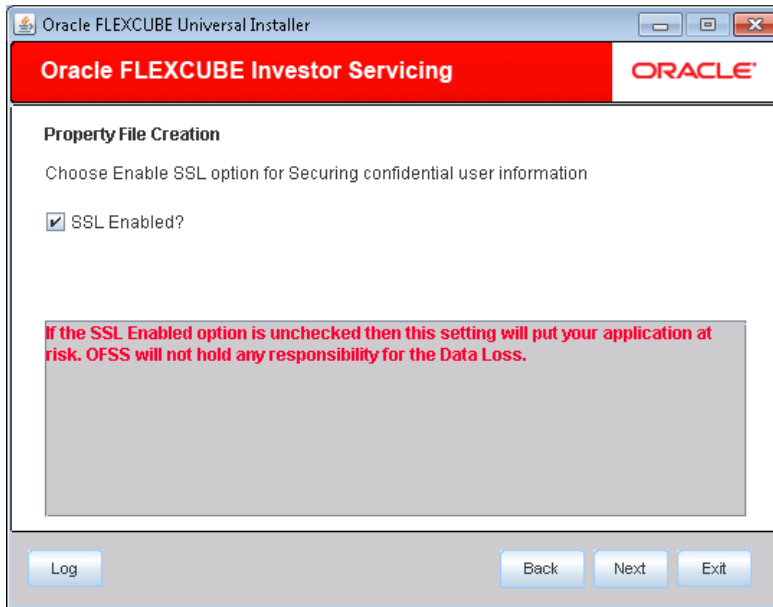 Oracle FLEXCUBE Universal Installer
Oracle FLEXCUBE Investor Servicing
ORACLE
Property File Creation
Choose Enable SSL option for Securing confidential user information
SSL Enabled?
If the SSL Enabled option is unchecked then this setting will put your application at
risk. OFSS will not hold any responsibility for the Data Loss.
Log
Back
Next
Exit